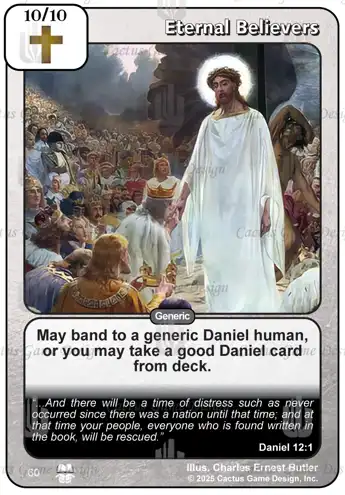 10/10
Eternal Believers
Generic
May band to a generic Daniel human,
or you may take a good Daniel card
from deck.
"...And there will be a time of distress such as never
occurred since there was a nation until that time; and at
that time your people, everyone who is found written in
the book, will be rescued."
Daniel 12:1
Illus. Charles Ernest Butler
© 2025 Cactus Game Design, Inc.